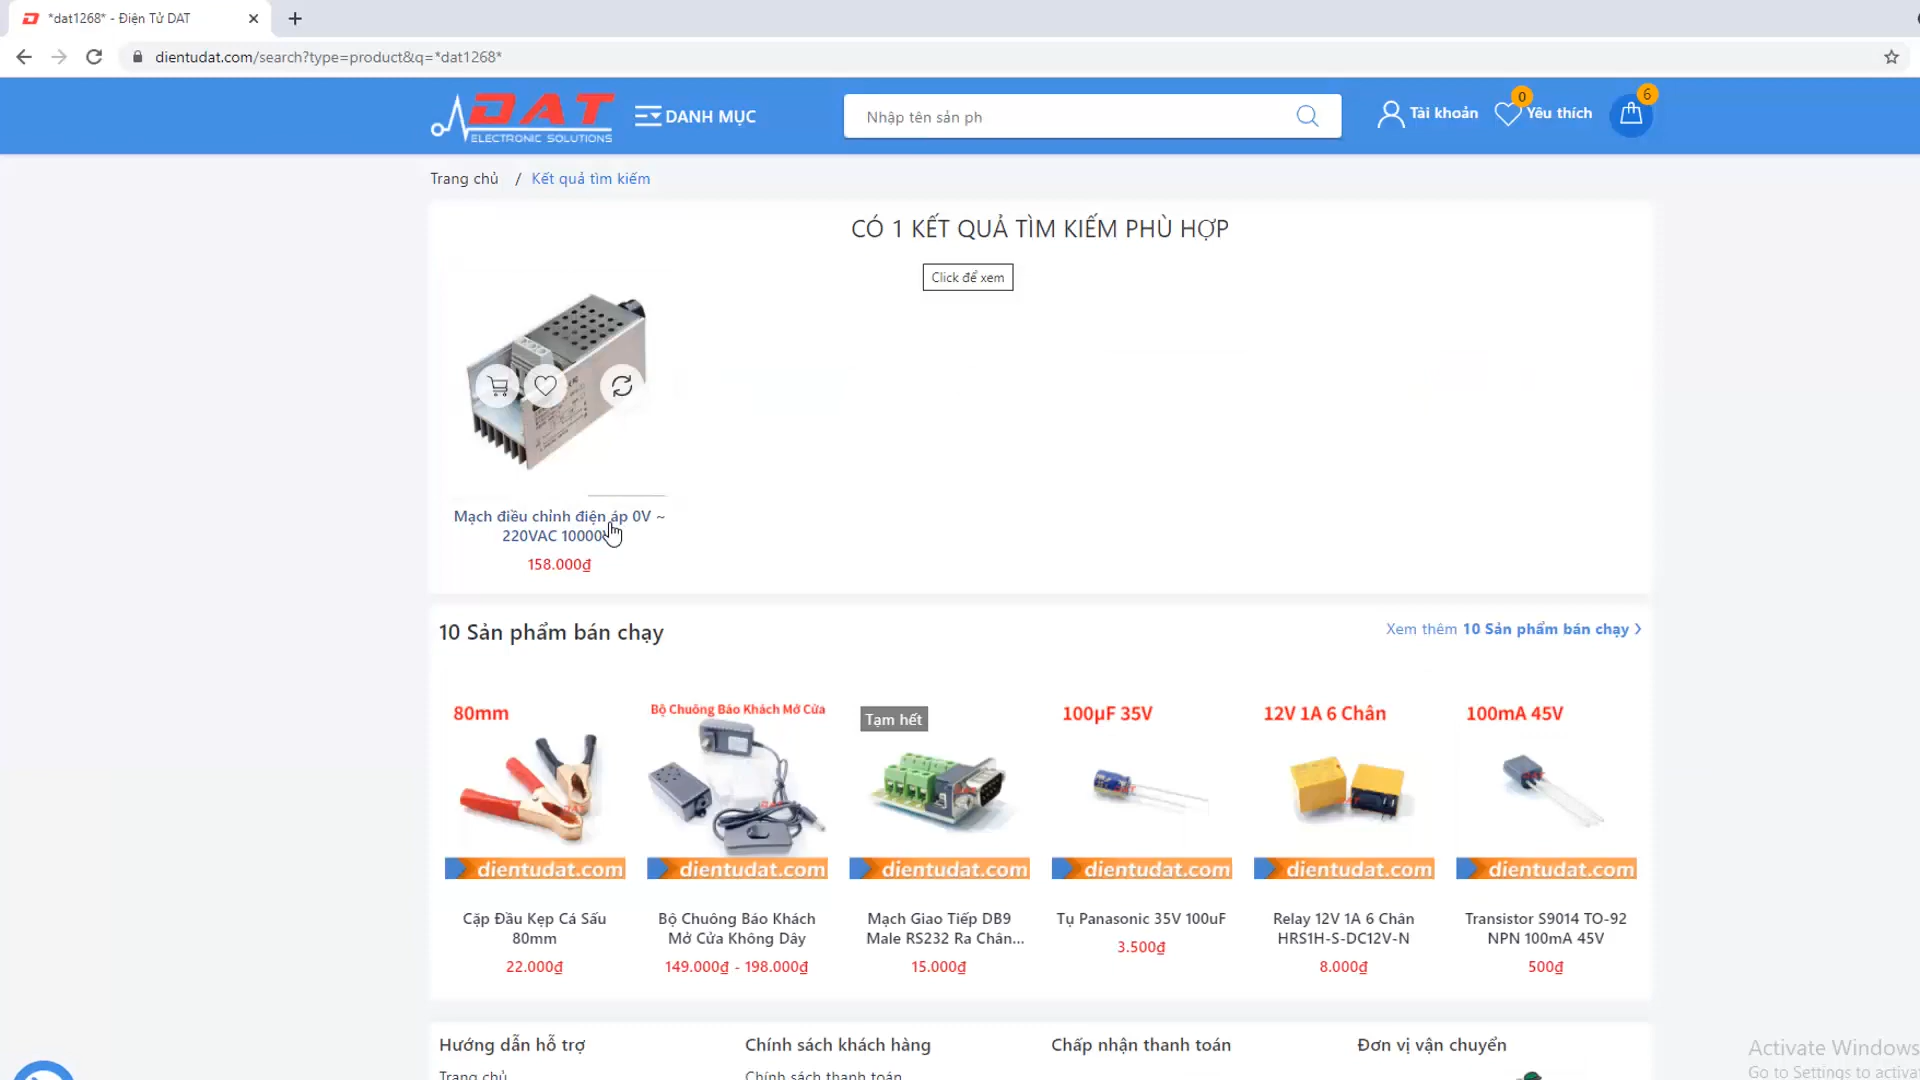 *dat1268* - Điện Tử DAT
dientudat.com/search?type=product&q=*dat1268*
DAT
ELECTRONIC SOLUTIONS
DANH MỤC
Nhập tên sản ph
Tài khoản
0
Yêu thích
6
Trang chủ / Kết quả tìm kiếm
CÓ 1 KẾT QUẢ TÌM KIẾM PHÙ HỢP
Click để xem
Mạch điều chỉnh điện áp 0V ~
220VAC 10000
158.000₫
10 Sản phẩm bán chạy
Xem thêm 10 Sản phẩm bán chạy
80mm
dientudat.com
Cặp Đầu Kẹp Cá Sấu
80mm
22.000₫
Bộ Chuông Báo Khách Mở Cửa
dientudat.com
Bộ Chuông Báo Khách
Mở Cửa Không Dây
149.000₫ - 198.000₫
Tạm hết
dientudat.com
Mạch Giao Tiếp DB9
Male RS232 Ra Chân...
15.000₫
100µF 35V
dientudat.com
Tụ Panasonic 35V 100uF
3.500₫
12V 1A 6 Chân
dientudat.com
Relay 12V 1A 6 Chân
HRS1H-S-DC12V-N
8.000₫
100mA 45V
dientudat.com
Transistor S9014 TO-92
NPN 100mA 45V
500₫
Hướng dẫn hỗ trợ
Trang chủ
Chính sách khách hàng
Chính sách thanh toán
Chấp nhận thanh toán
Đơn vị vận chuyển
Activate Windows
Go to Settings to activa